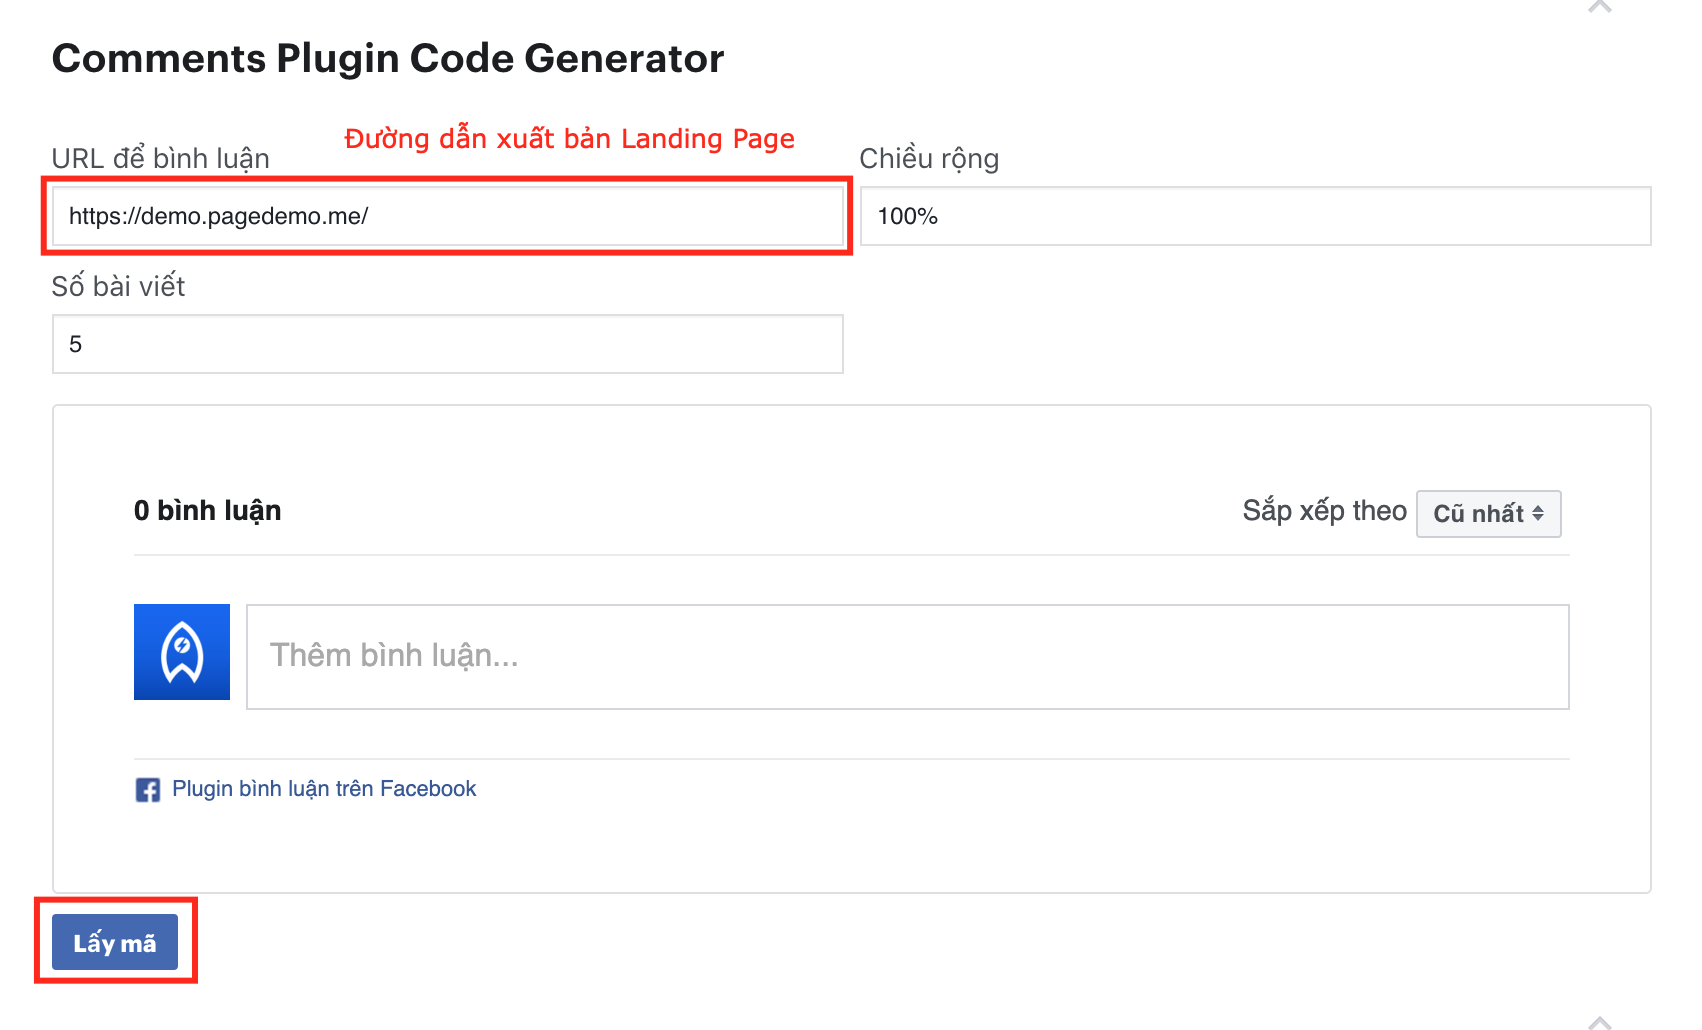 Comments Plugin Code Generator
Đường dẫn xuất bản Landing Page
URL để bình luận
Chiều rộng
https://demo.pagedemo.me/
100%
Số bài viết
5
0 bình luận
Sắp xếp theo Cũ nhất
Thêm bình luận...
Plugin bình luận trên Facebook
Lấy mã